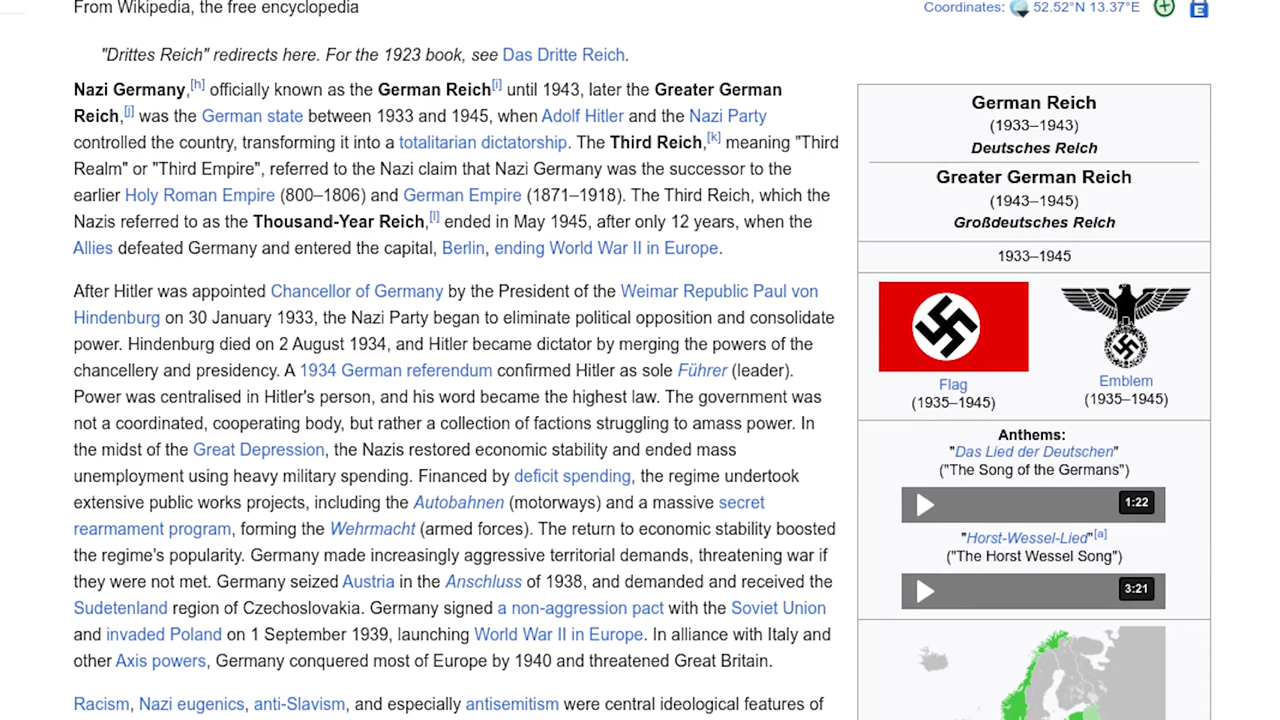 From Wikipedia, the free encyclopedia
Coordinates: 52.52°N 13.37°E
"Drittes Reich" redirects here. For the 1923 book, see Das Dritte Reich.
Nazi Germany,[h] officially known as the German Reich[i] until 1943, later the Greater German
Reich,[j] was the German state between 1933 and 1945, when Adolf Hitler and the Nazi Party
controlled the country, transforming it into a totalitarian dictatorship. The Third Reich,[k] meaning "Third
Realm" or "Third Empire", referred to the Nazi claim that Nazi Germany was the successor to the
earlier Holy Roman Empire (800–1806) and German Empire (1871–1918). The Third Reich, which the
Nazis referred to as the Thousand-Year Reich,[l] ended in May 1945, after only 12 years, when the
Allies defeated Germany and entered the capital, Berlin, ending World War II in Europe.
After Hitler was appointed Chancellor of Germany by the President of the Weimar Republic Paul von
Hindenburg on 30 January 1933, the Nazi Party began to eliminate political opposition and consolidate
power. Hindenburg died on 2 August 1934, and Hitler became dictator by merging the powers of the
chancellery and presidency. A 1934 German referendum confirmed Hitler as sole Führer (leader).
Power was centralised in Hitler's person, and his word became the highest law. The government was
not a coordinated, cooperating body, but rather a collection of factions struggling to amass power. In
the midst of the Great Depression, the Nazis restored economic stability and ended mass
unemployment using heavy military spending. Financed by deficit spending, the regime undertook
extensive public works projects, including the Autobahnen (motorways) and a massive secret
rearmament program, forming the Wehrmacht (armed forces). The return to economic stability boosted
the regime's popularity. Germany made increasingly aggressive territorial demands, threatening war if
they were not met. Germany seized Austria in the Anschluss of 1938, and demanded and received the
Sudetenland region of Czechoslovakia. Germany signed a non-aggression pact with the Soviet Union
and invaded Poland on 1 September 1939, launching World War II in Europe. In alliance with Italy and
other Axis powers, Germany conquered most of Europe by 1940 and threatened Great Britain.
Racism, Nazi eugenics, anti-Slavism, and especially antisemitism were central ideological features of
German Reich
(1933–1943)
Deutsches Reich
Greater German Reich
(1943–1945)
Großdeutsches Reich
1933–1945
Flag
(1935–1945)
Emblem
(1935–1945)
Anthems:
"Das Lied der Deutschen"
("The Song of the Germans")
1:22
"Horst-Wessel-Lied"[a]
("The Horst Wessel Song")
3:21